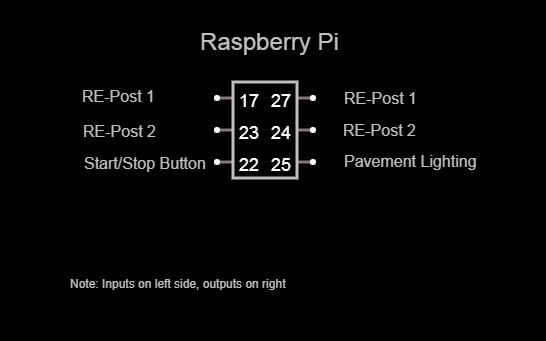 Raspberry Pi
RE-Post 1 17 27 RE-Post 1
RE-Post 2 23 24 RE-Post 2
Start/Stop Button 22 25 Pavement Lighting
Note: Inputs on left side, outputs on right